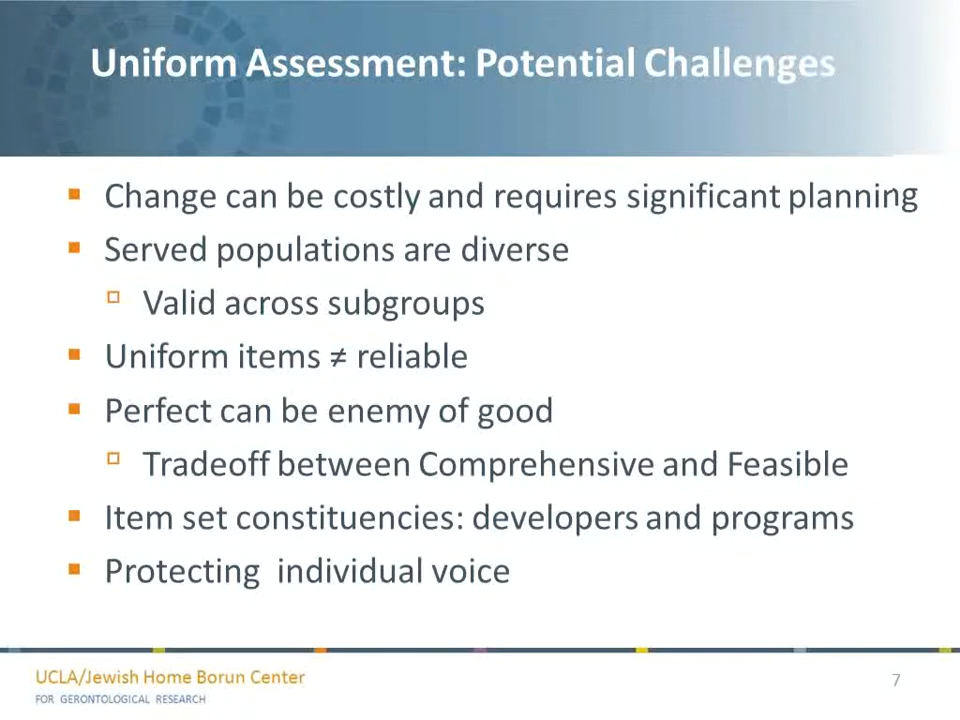 Uniform Assessment: Potential Challenges
Change can be costly and requires significant planning
Served populations are diverse
Valid across subgroups
Uniform items ≠ reliable
Perfect can be enemy of good
Tradeoff between Comprehensive and Feasible
Item set constituencies: developers and programs
Protecting individual voice
UCLA/Jewish Home Borun Center
FOR GERONTOLOGICAL RESEARCH
7